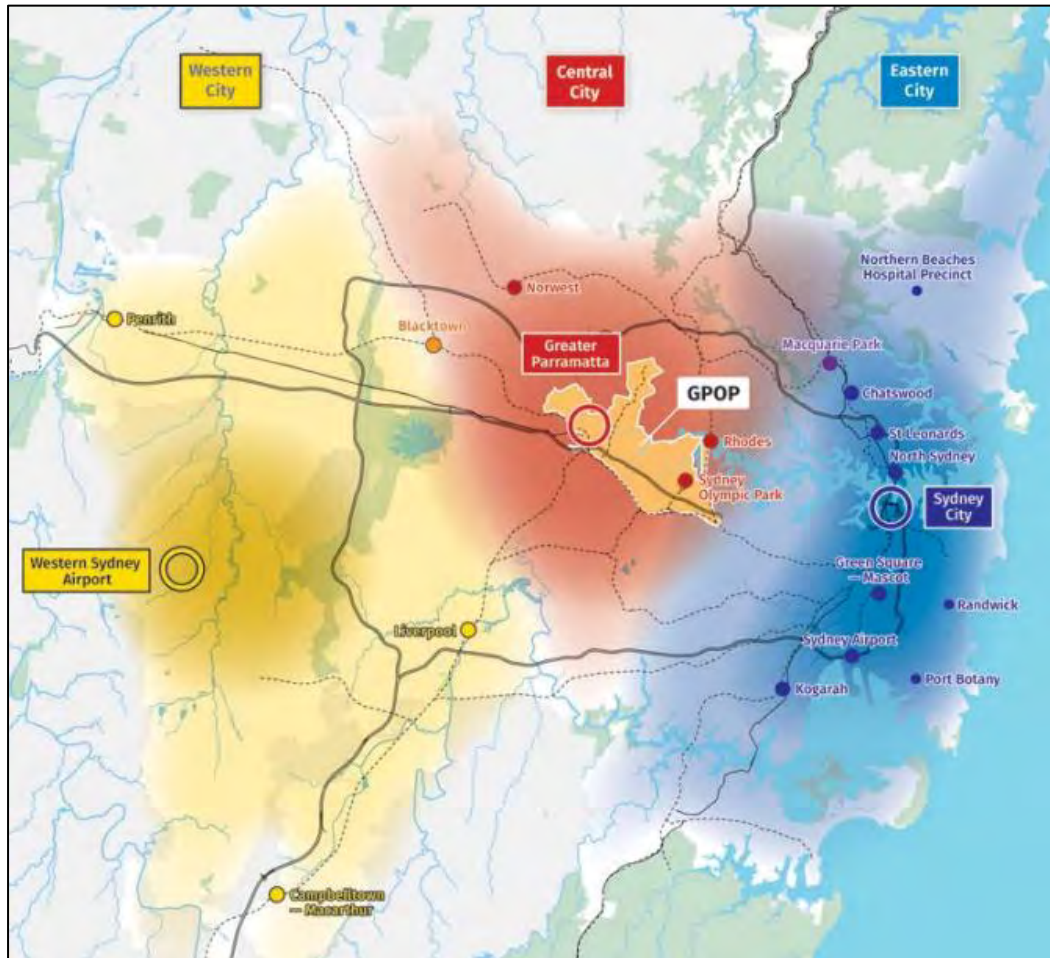 Western
City
Central
City
Eastern
City
Northern Beaches
Hospital Precinct
Norwest
Penrith
Blacktown
Greater
Parramatta
Macquarie Park
GPOP
Chatswood
St Leonards
Rhodes
North Sydney
Sydney
Olympic Park
Sydney
City
Western Sydney
Airport
Green Square
— Mascot
Randwick
Liverpool
Sydney Airport
Port Botany
Kogarah
Campbelltown
— Macarthur